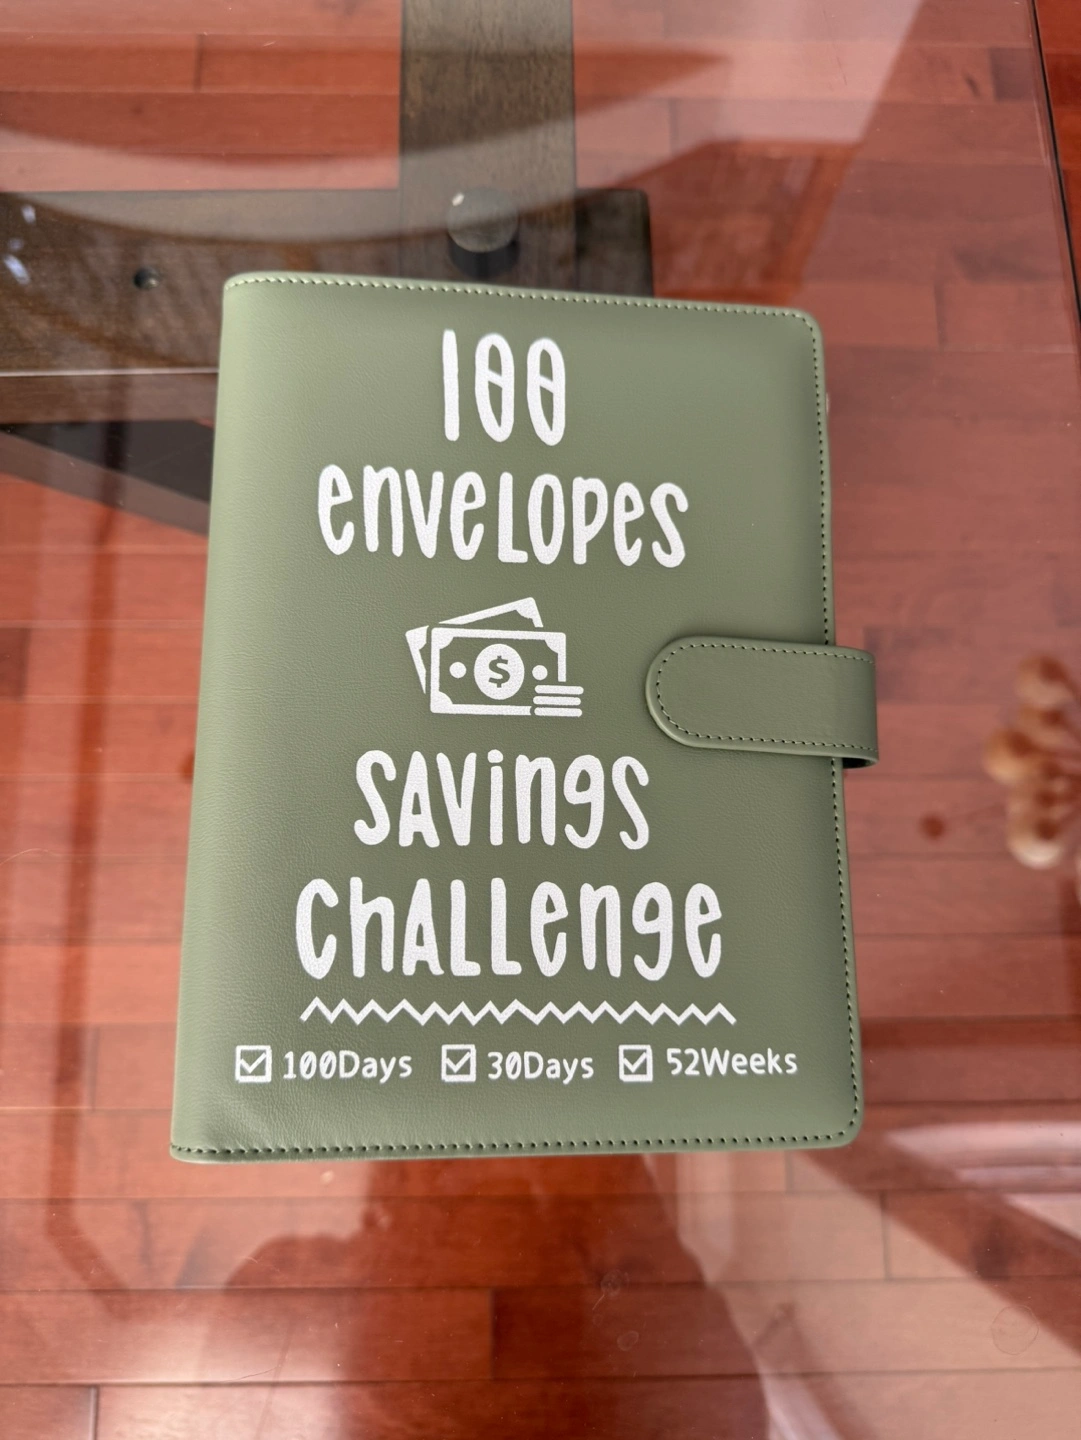 100
envelopes
$
SAVings
ChALLenge
100Days 30Days 52Weeks